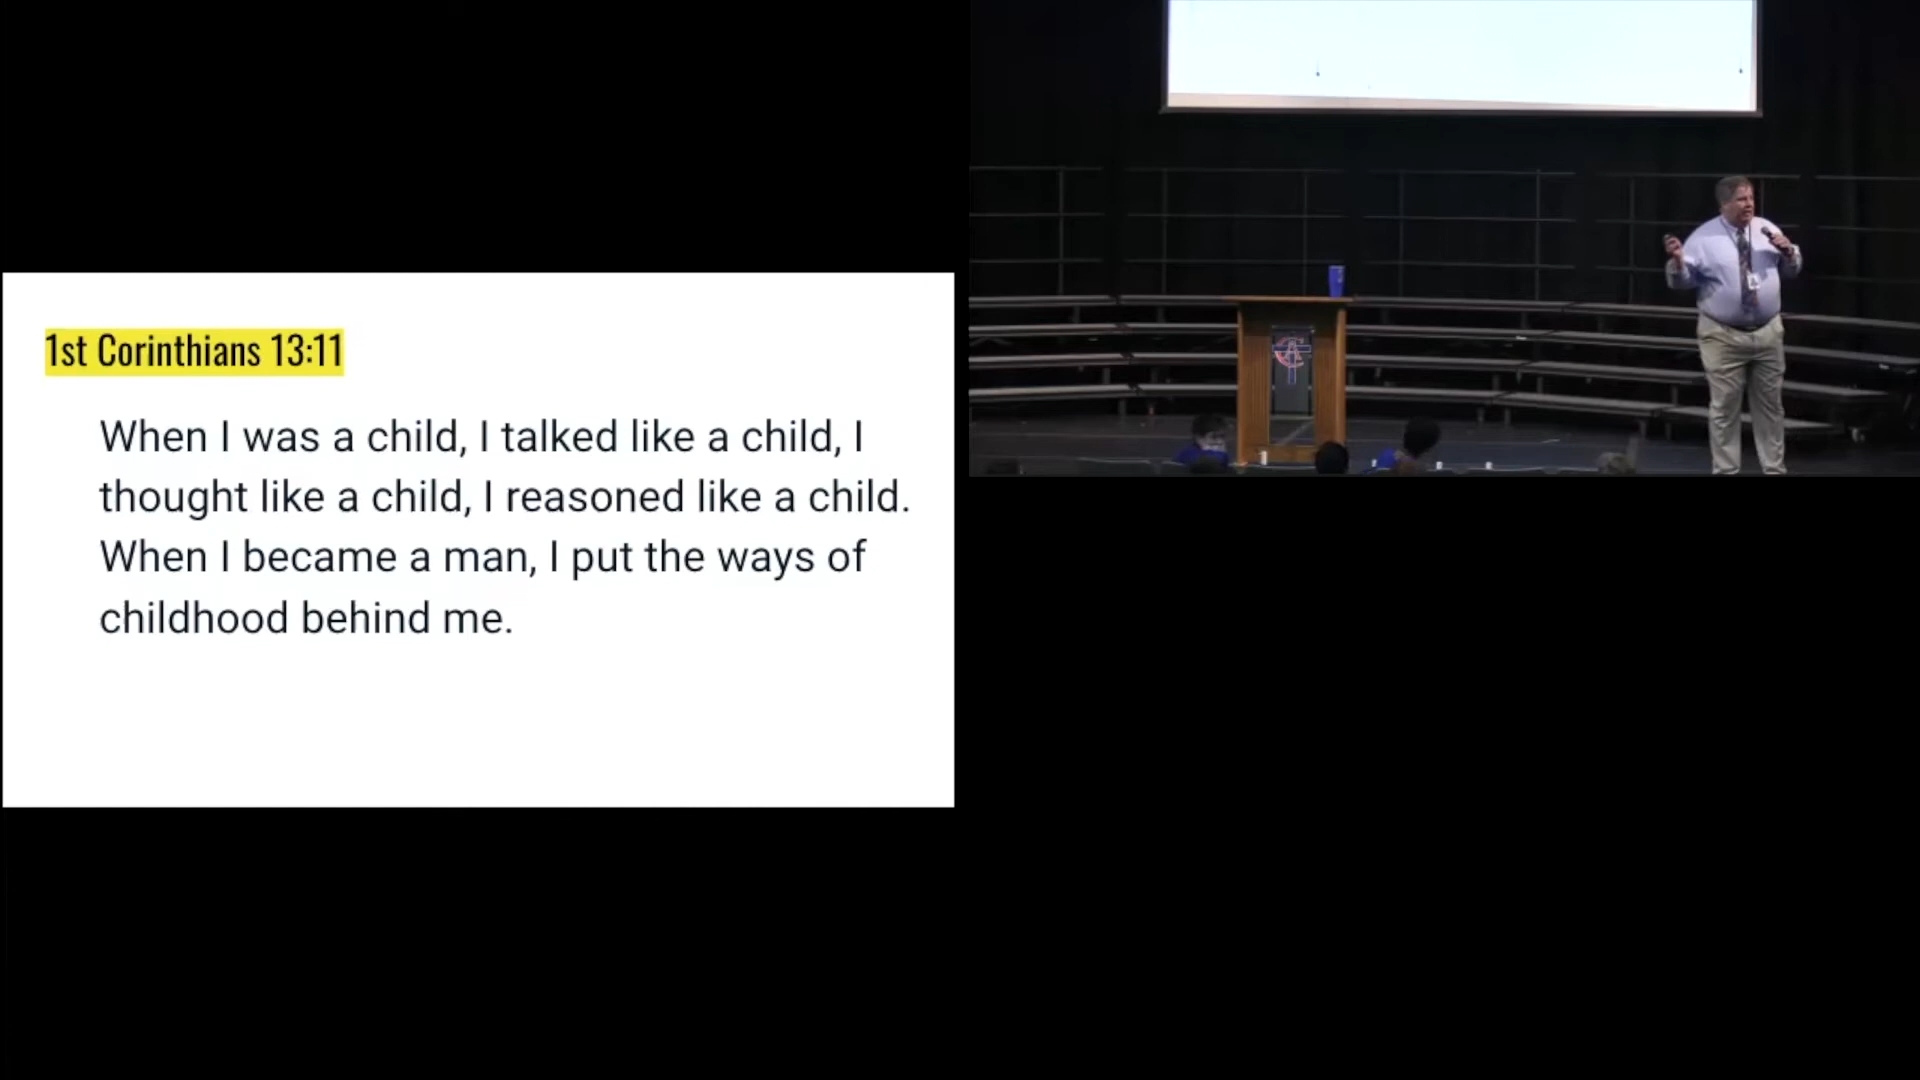 1st Corinthians 13:11
When I was a child, I talked like a child, I
thought like a child, I reasoned like a child.
When I became a man, I put the ways of
childhood behind me.